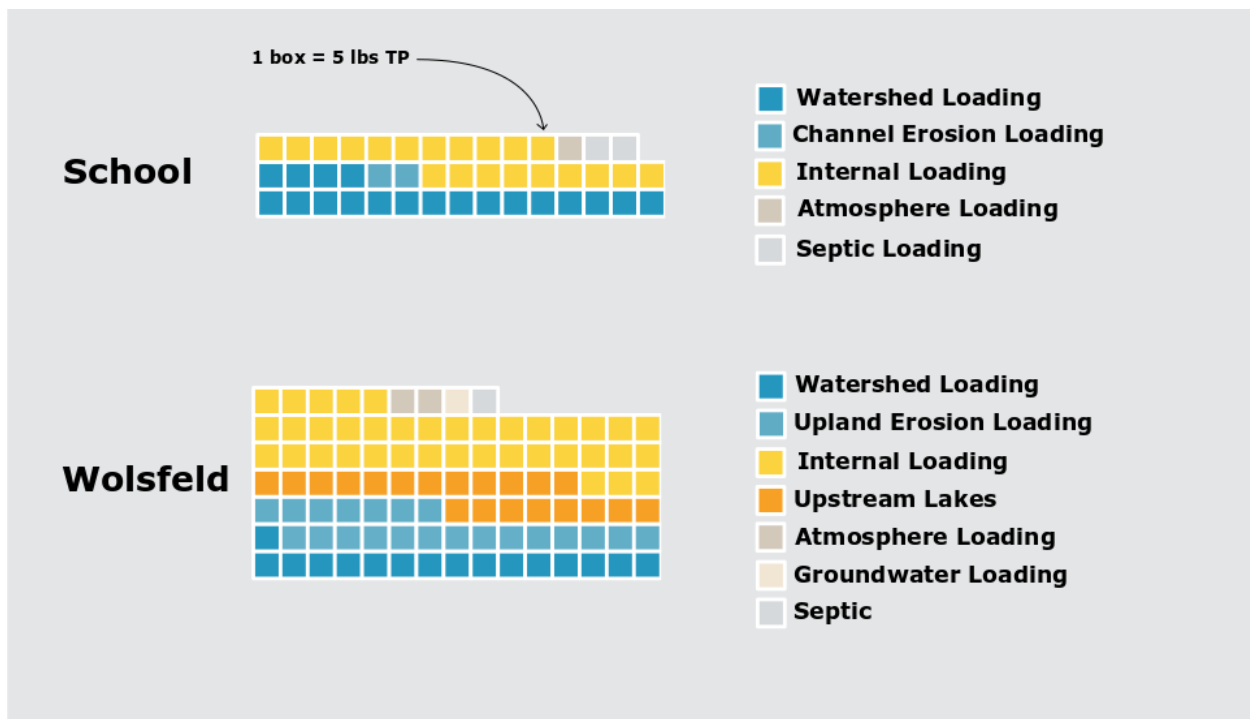 1 box = 5 lbs TP
School
Watershed Loading
Channel Erosion Loading
Internal Loading
Atmosphere Loading
Septic Loading
Wolsfeld
Watershed Loading
Upland Erosion Loading
Internal Loading
Upstream Lakes
Atmosphere Loading
Groundwater Loading
Septic